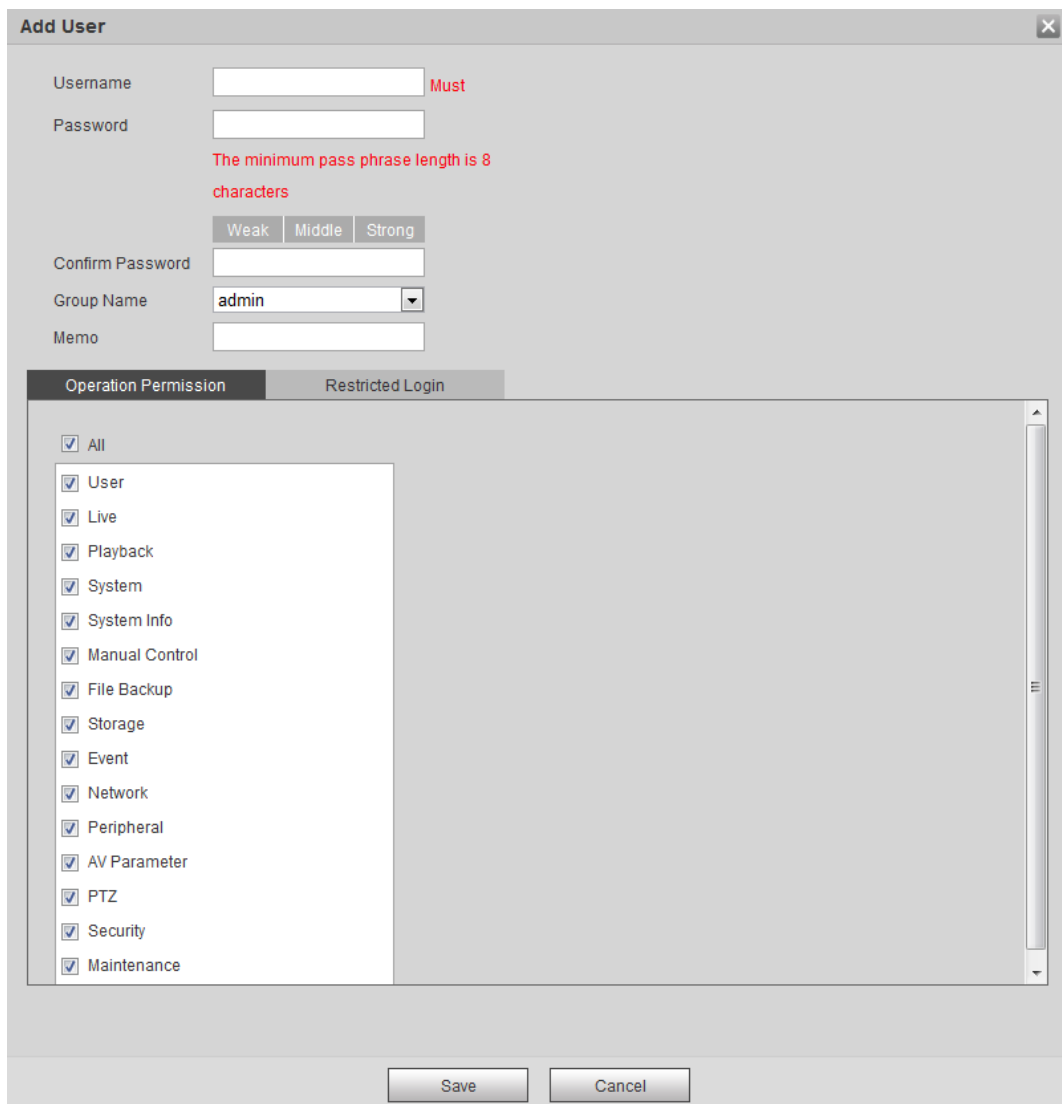 Add User
Username
Must
Password
The minimum pass phrase length is 8
characters
Weak Middle Strong
Confirm Password
Group Name
admin
Memo
Operation Permission
Restricted Login
All
User
Live
Playback
System
System Info
Manual Control
File Backup
Storage
Event
Network
Peripheral
AV Parameter
PTZ
Security
Maintenance
Save
Cancel